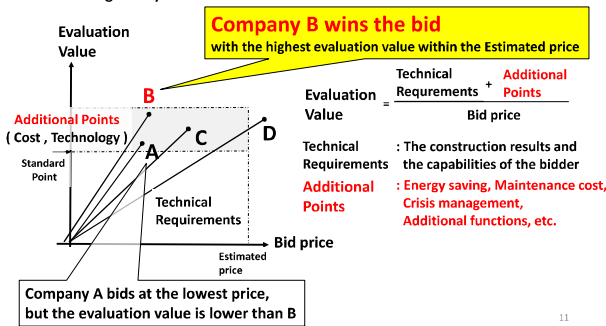 Company B wins the bid
with the highest evaluation value within the Estimated price
Evaluation
Value
B
Additional Points
( Cost , Technology )
A
C
D
Standard
Point
Technical
Requirements
Bid price
Estimated
price
Company A bids at the lowest price,
but the evaluation value is lower than B
Evaluation
Value
=
Technical
Requrements
+
Additional
Points
Bid price
Technical
Requirements
: The construction results and
the capabilities of the bidder
Additional
Points
: Energy saving, Maintenance cost,
Crisis management,
Additional functions, etc.
11